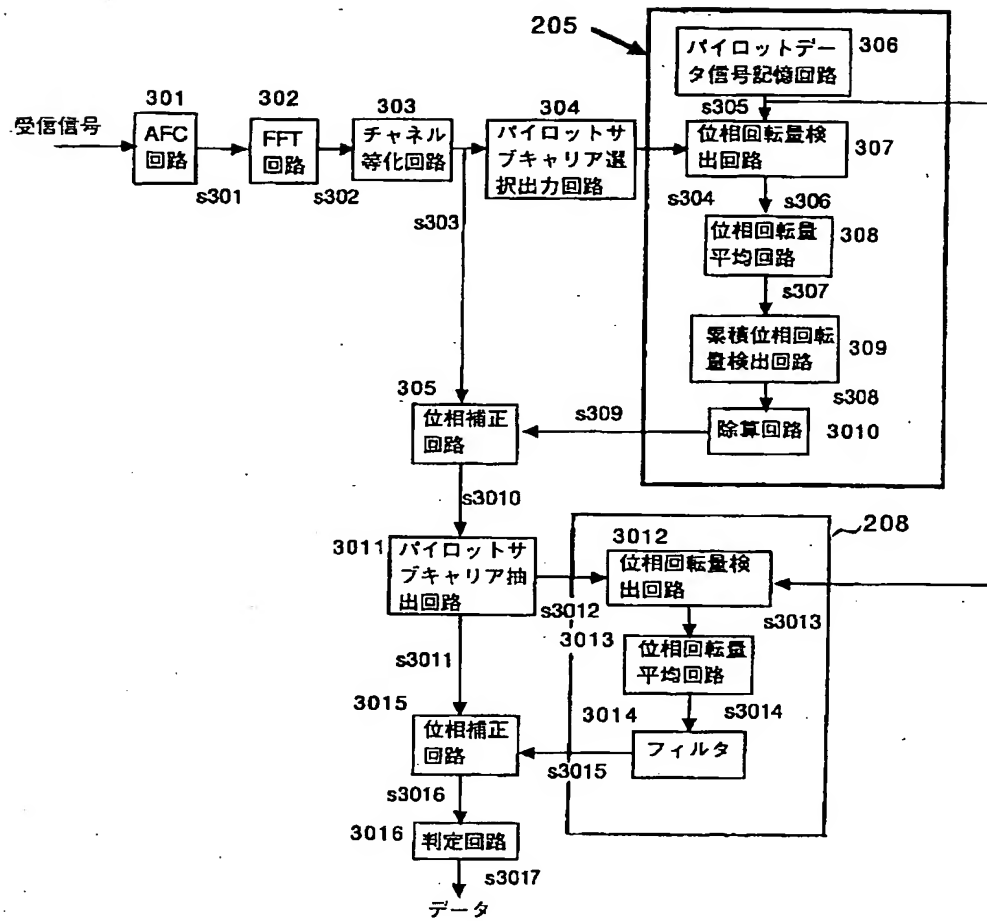 205
パイロットデー
タ信号記憶回路
306
s305
受信信号
301
AFC
回路
s301
302
FFT
回路
s302
303
チャネル
等化回路
s303
304
パイロットサ
ブキャリア選
択出力回路
s304
位相回転量検
出回路
307
s306
位相回転量
平均回路
308
s307
累積位相回転
量検出回路
309
s308
除算回路
3010
s309
305
位相補正
回路
s3010
208
3011
パイロットサ
ブキャリア抽
出回路
s3012
3012
位相回転量検
出回路
s3013
3013
位相回転量
平均回路
s3011
s3014
3014
フィルタ
s3015
3015
位相補正
回路
s3016
3016
判定回路
s3017
データ